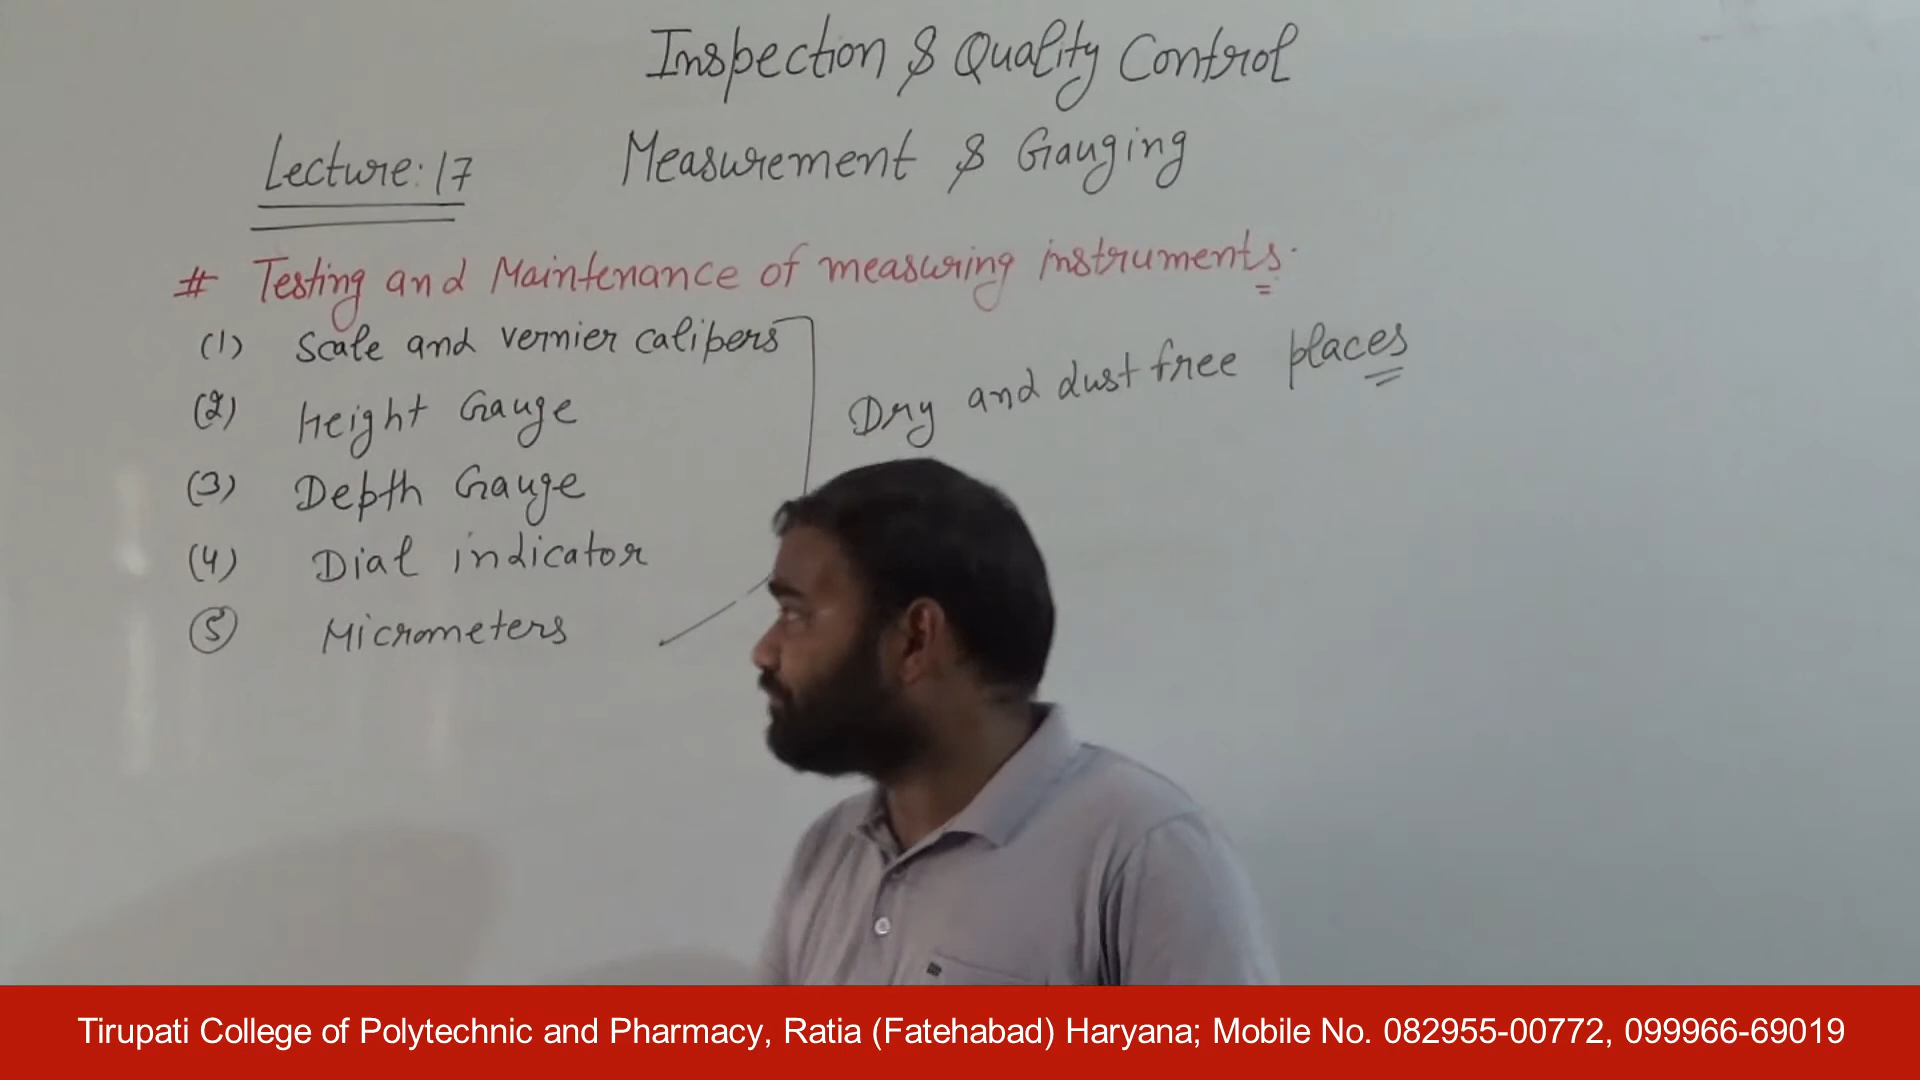 Inspection & Quality Control
Lecture: 17
Measurement & Gauging
# Testing and Maintenance of measuring instruments.
(1) Scale and vernier calipers
Dry and dust free places
(2) Height Gauge
(3) Depth Gauge
(4) Dial indicator
(5) Micrometers
Tirupati College of Polytechnic and Pharmacy, Ratia (Fatehabad) Haryana; Mobile No. 082955-00772, 099966-69019